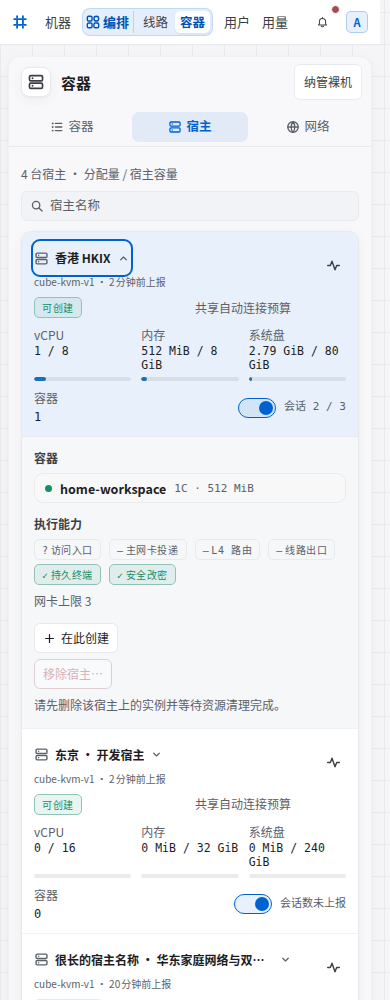 机器 编排 线路 容器 用户 用量 A
容器 纳管裸机
容器 宿主 网络
4 台宿主 · 分配量 / 宿主容量
宿主名称
香港 HKIX
cube-kvm-v1 · 2分钟前上报
可创建 共享自动连接预算
vCPU 内存 系统盘
1 / 8 512 MiB / 8 GiB 2.79 GiB / 80 GiB
容器 会话 2 / 3
1
容器
home-workspace 1C · 512 MiB
执行能力
? 访问入口 — 主网卡投递 — L4 路由 — 线路出口
✓ 持久终端 ✓ 安全改密
网卡上限 3
+ 在此创建
移除宿主…
请先删除该宿主上的实例并等待资源清理完成。
东京 · 开发宿主
cube-kvm-v1 · 2分钟前上报
可创建 共享自动连接预算
vCPU 内存 系统盘
0 / 16 0 MiB / 32 GiB 0 MiB / 240 GiB
容器 会话数未上报
0
很长的宿主名称 · 华东家庭网络与双…
cube-kvm-v1 · 20分钟前上报